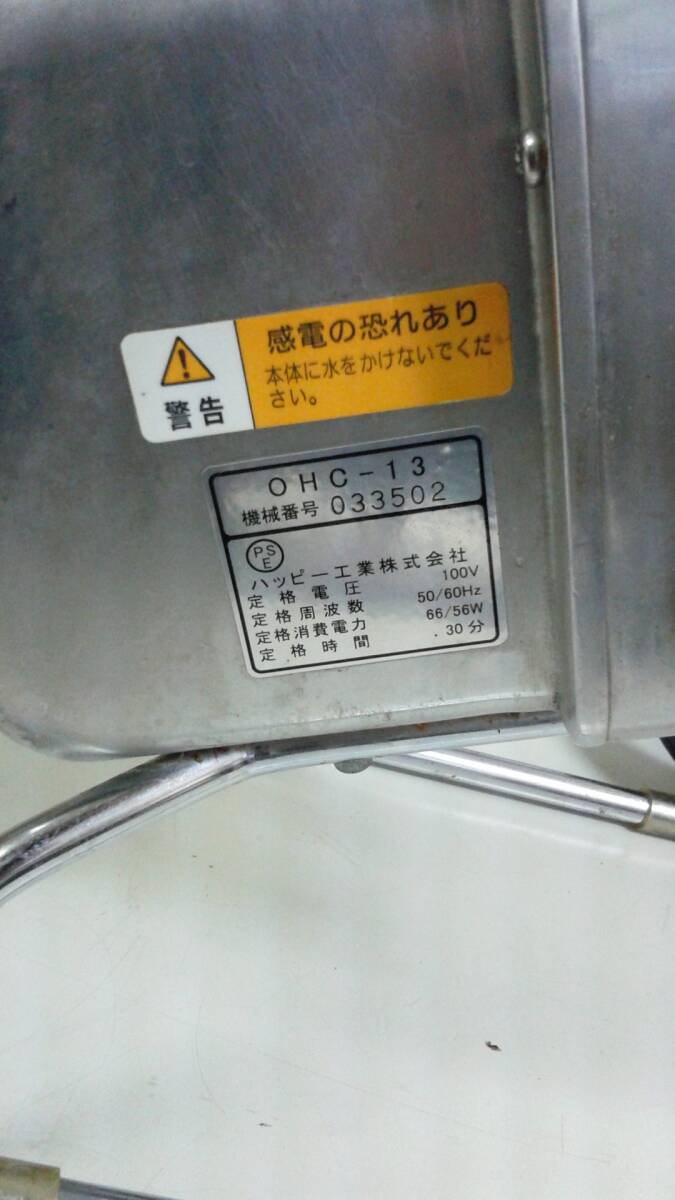 警告
感電の恐れあり
本体に水をかけないでくだ
さい。
OHC-13
機械番号 033502
PS
E
ハッピー工業株式会社
定格電圧 100V
定格周波数 50/60Hz
定格消費電力 66/56W
定格時間 30分